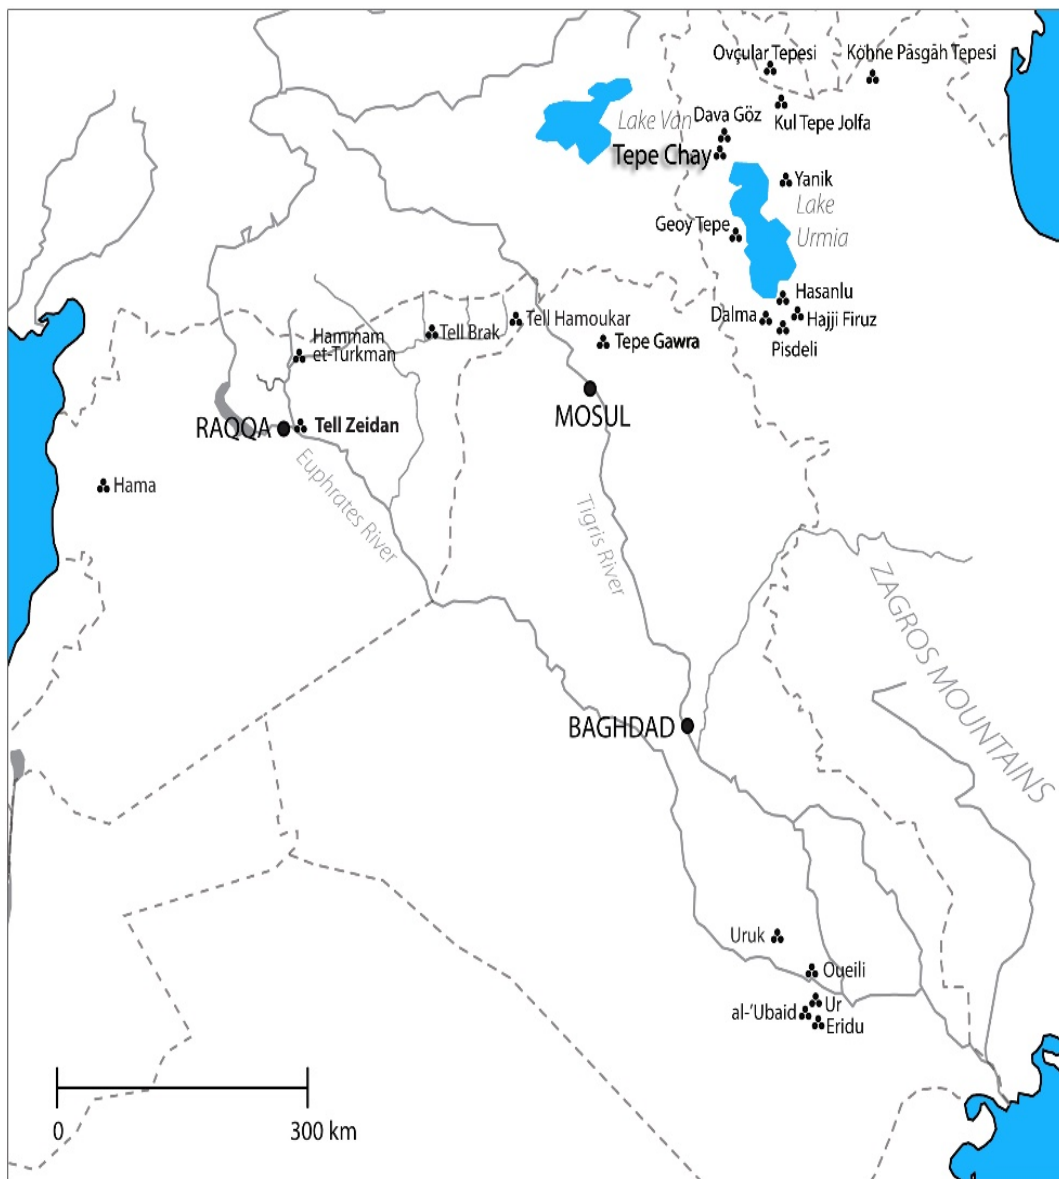 Ovçular Tepesi
Köhne Pāsgāh Tepesi
Kul Tepe Jolfa
Lake Van
Dava Göz
Tepe Chay
Yanik
Lake
Urmia
Geoy Tepe
Hasanlu
Hajji Firuz
Dalma
Pisdeli
Hammam
et-Turkman
Tell Brak
Tell Hamoukar
Tepe Gawra
MOSUL
RAQQA
Tell Zeidan
Hama
Euphrates River
Tigris River
ZAGROS MOUNTAINS
BAGHDAD
Uruk
Oueili
Ur
al-'Ubaid
Eridu
0
300 km